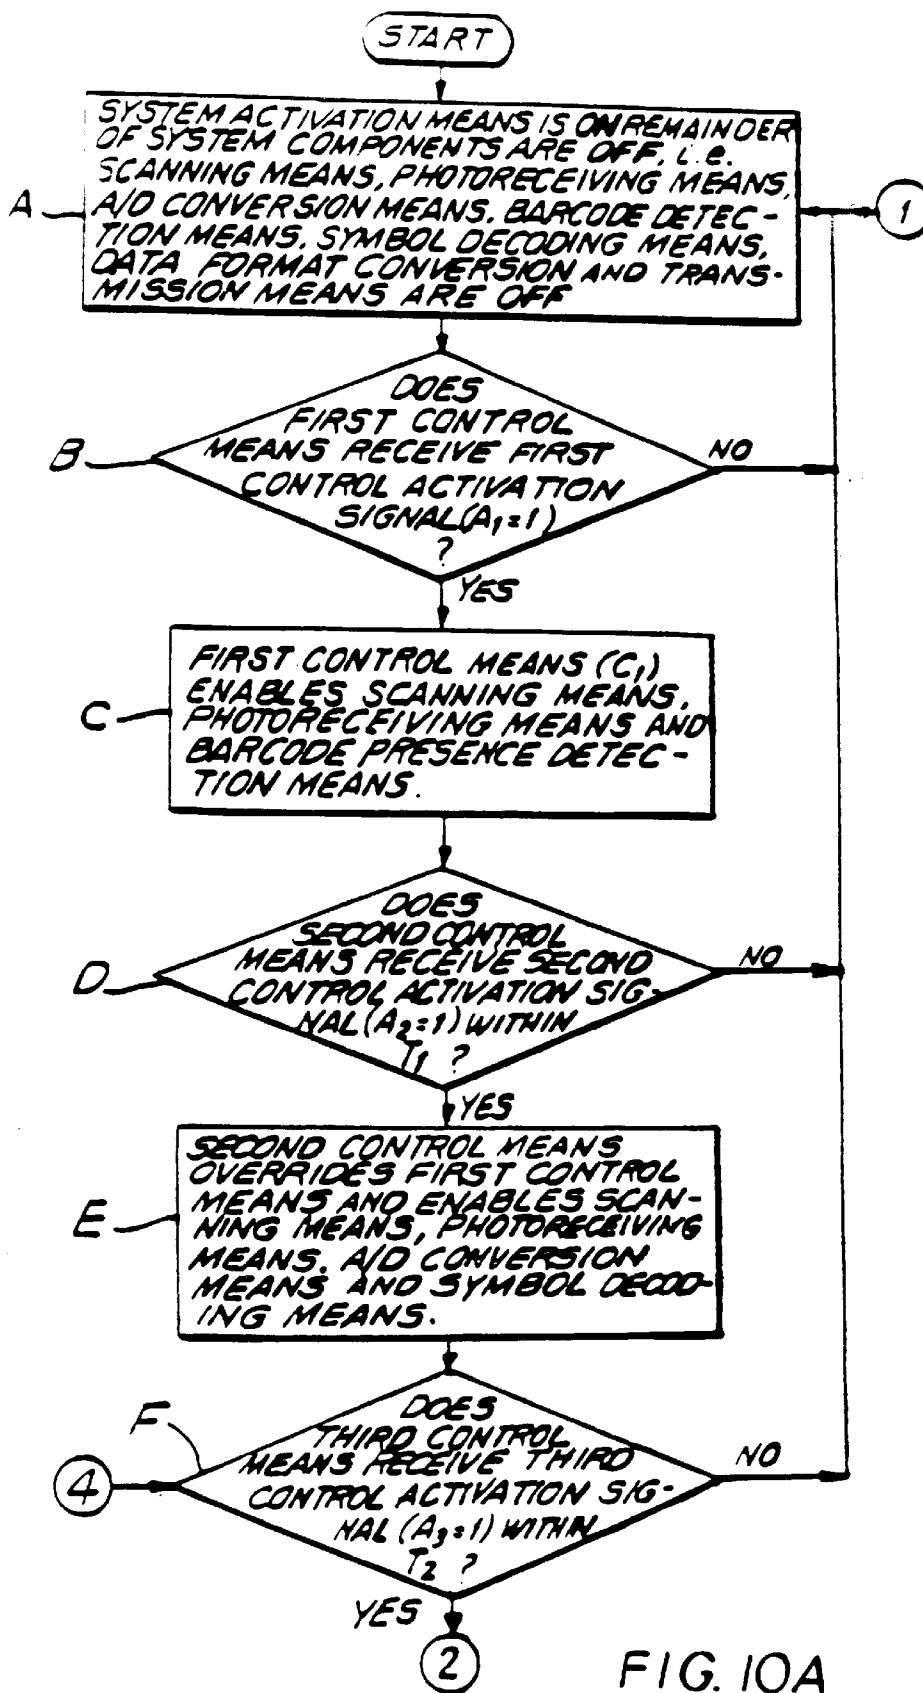 START
SYSTEM ACTIVATION MEANS IS ON REMAINDER
OF SYSTEM COMPONENTS ARE OFF, i.e.
SCANNING MEANS, PHOTORECEIVING MEANS,
A/D CONVERSION MEANS, BARCODE DETEC-
TION MEANS, SYMBOL DECODING MEANS,
DATA FORMAT CONVERSION AND TRANS-
MISSION MEANS ARE OFF
A
1
DOES
FIRST CONTROL
MEANS RECEIVE FIRST
CONTROL ACTIVATION
SIGNAL (A₁=1)
?
B
NO
YES
FIRST CONTROL MEANS (C₁)
ENABLES SCANNING MEANS,
PHOTORECEIVING MEANS AND
BARCODE PRESENCE DETEC-
TION MEANS.
C
DOES
SECOND CONTROL
MEANS RECEIVE SECOND
CONTROL ACTIVATION SIG-
NAL (A₂=1) WITHIN
T₁ ?
D
NO
YES
SECOND CONTROL MEANS
OVERRIDES FIRST CONTROL
MEANS AND ENABLES SCAN-
NING MEANS, PHOTORECEIVING
MEANS, A/D CONVERSION
MEANS AND SYMBOL DECOD-
ING MEANS.
E
F
4
DOES
THIRD CONTROL
MEANS RECEIVE THIRD
CONTROL ACTIVATION SIG-
NAL (A₃=1) WITHIN
T₂ ?
NO
YES
2
FIG. 10A